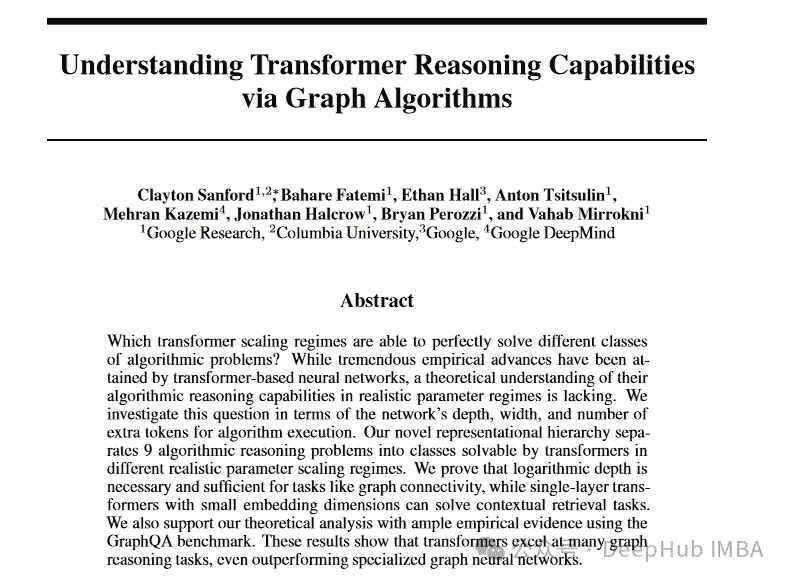 Understanding Transformer Reasoning Capabilities
via Graph Algorithms
Clayton Sanford1,2*, Bahare Fatemi1, Ethan Hall3, Anton Tsitsulin1,
Mehran Kazemi4, Jonathan Halcrow1, Bryan Perozzi1, and Vahab Mirrokni1
1Google Research, 2Columbia University,3Google, 4Google DeepMind
Abstract
Which transformer scaling regimes are able to perfectly solve different classes
of algorithmic problems? While tremendous empirical advances have been at-
tained by transformer-based neural networks, a theoretical understanding of their
algorithmic reasoning capabilities in realistic parameter regimes is lacking. We
investigate this question in terms of the network's depth, width, and number of
extra tokens for algorithm execution. Our novel representational hierarchy sepa-
rates 9 algorithmic reasoning problems into classes solvable by transformers in
different realistic parameter scaling regimes. We prove that logarithmic depth is
necessary and sufficient for tasks like graph connectivity, while single-layer trans-
formers with small embedding dimensions can solve contextual retrieval tasks.
We also support our theoretical analysis with ample empirical evidence using the
GraphQA benchmark. These results show that transformers excel at many graph
reasoning tasks, even outperforming specialized graph neural networks.
公众号 · DeepHub IMBA